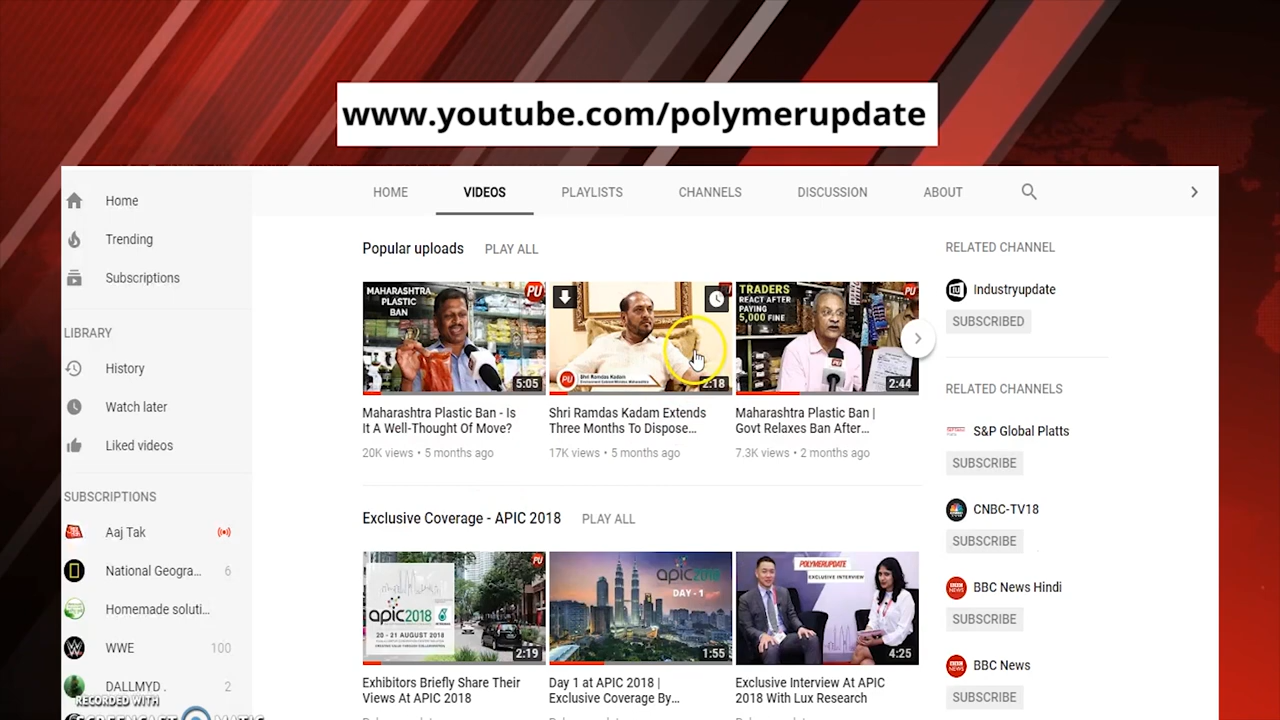 www.youtube.com/polymerupdate
Home
Trending
Subscriptions
LIBRARY
History
Watch later
Liked videos
SUBSCRIPTIONS
Aaj Tak
National Geogra... 6
Homemade soluti...
WWE 100
DALLMYD . 2
RECORDED WITH
HOME VIDEOS PLAYLISTS CHANNELS DISCUSSION ABOUT
Popular uploads PLAY ALL
MAHARASHTRA
PLASTIC
BAN
PU
5:05
Maharashtra Plastic Ban - Is
It A Well-Thought Of Move?
20K views • 5 months ago
PU
Shri Ramdas Kadam
2:18
Shri Ramdas Kadam Extends
Three Months To Dispose...
17K views • 5 months ago
TRADERS
REACT AFTER
PAYING
5,000 FINE
PU
2:44
Maharashtra Plastic Ban |
Govt Relaxes Ban After...
7.3K views • 2 months ago
Exclusive Coverage - APIC 2018 PLAY ALL
PU
apic2018
20 - 21 AUGUST 2018
2:19
Exhibitors Briefly Share Their
Views At APIC 2018
apic2018
DAY - 1
1:55
Day 1 at APIC 2018 |
Exclusive Coverage By...
POLYMERUPDATE
EXCLUSIVE INTERVIEW
4:25
Exclusive Interview At APIC
2018 With Lux Research
RELATED CHANNEL
Industryupdate
SUBSCRIBED
RELATED CHANNELS
S&P Global Platts
SUBSCRIBE
CNBC-TV18
SUBSCRIBE
BBC News Hindi
SUBSCRIBE
BBC News
SUBSCRIBE